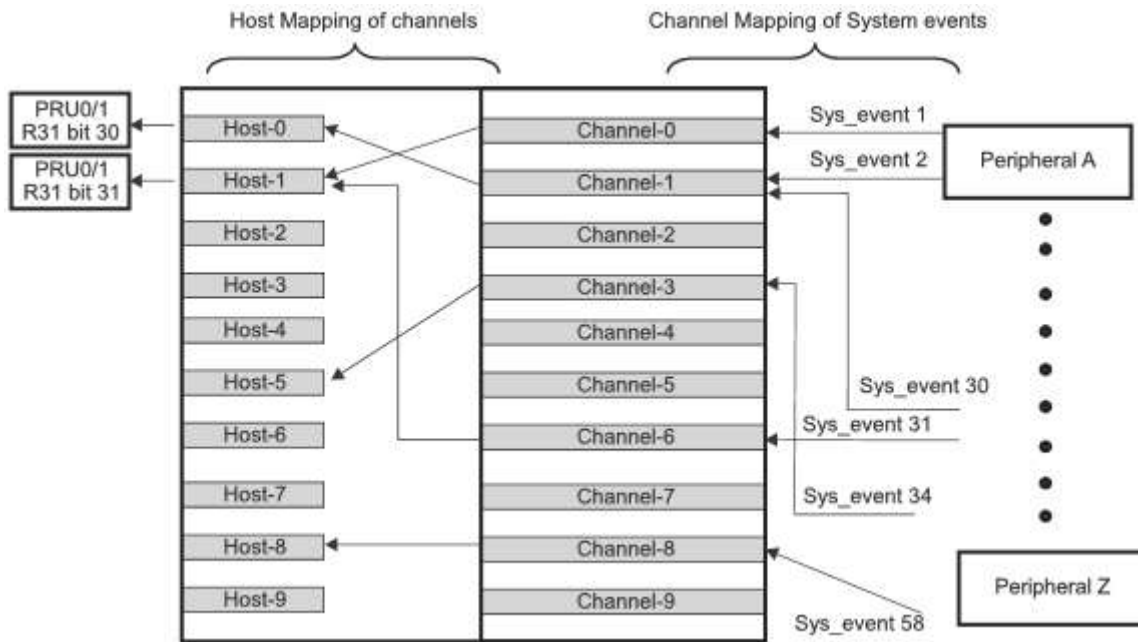 Host Mapping of channels
Channel Mapping of System events
PRU0/1
R31 bit 30
PRU0/1
R31 bit 31
Host-0
Host-1
Host-2
Host-3
Host-4
Host-5
Host-6
Host-7
Host-8
Host-9
Channel-0
Channel-1
Channel-2
Channel-3
Channel-4
Channel-5
Channel-6
Channel-7
Channel-8
Channel-9
Sys_event 1
Sys_event 2
Sys_event 30
Sys_event 31
Sys_event 34
Sys_event 58
Peripheral A
Peripheral Z